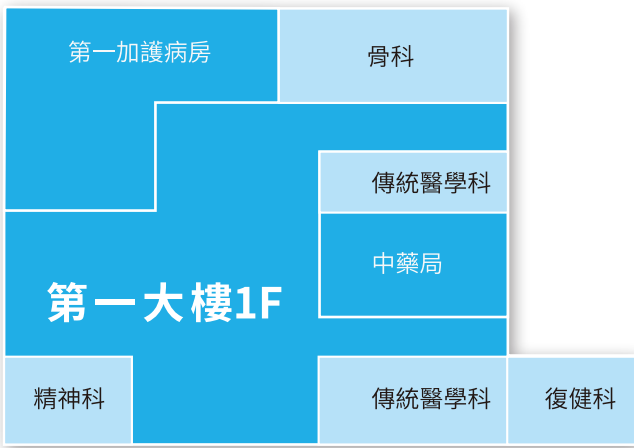 第一加護病房
骨科
傳統醫學科
中藥局
第一大樓1F
精神科
傳統醫學科
復健科